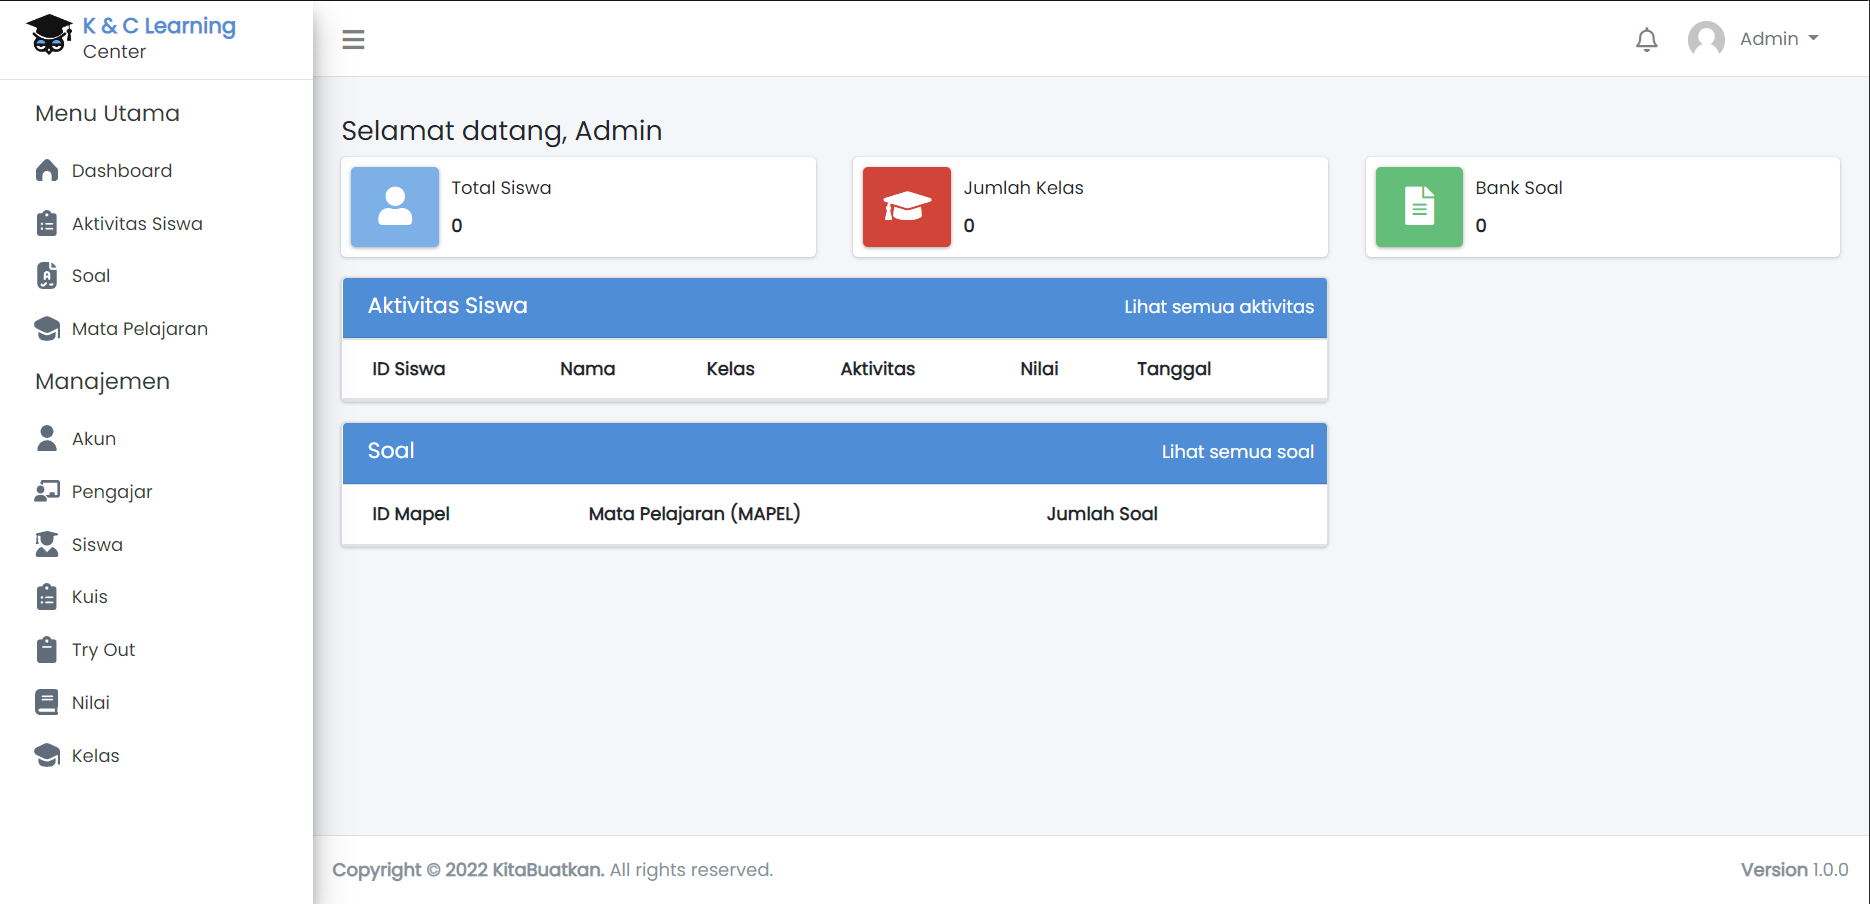 K & C Learning
Center
Menu Utama
Dashboard
Aktivitas Siswa
Soal
Mata Pelajaran
Manajemen
Akun
Pengajar
Siswa
Kuis
Try Out
Nilai
Kelas
Admin
Selamat datang, Admin
Total Siswa
0
Jumlah Kelas
0
Bank Soal
0
Aktivitas Siswa Lihat semua aktivitas
ID Siswa Nama Kelas Aktivitas Nilai Tanggal
Soal Lihat semua soal
ID Mapel Mata Pelajaran (MAPEL) Jumlah Soal
Copyright © 2022 KitaBuatkan. All rights reserved. Version 1.0.0